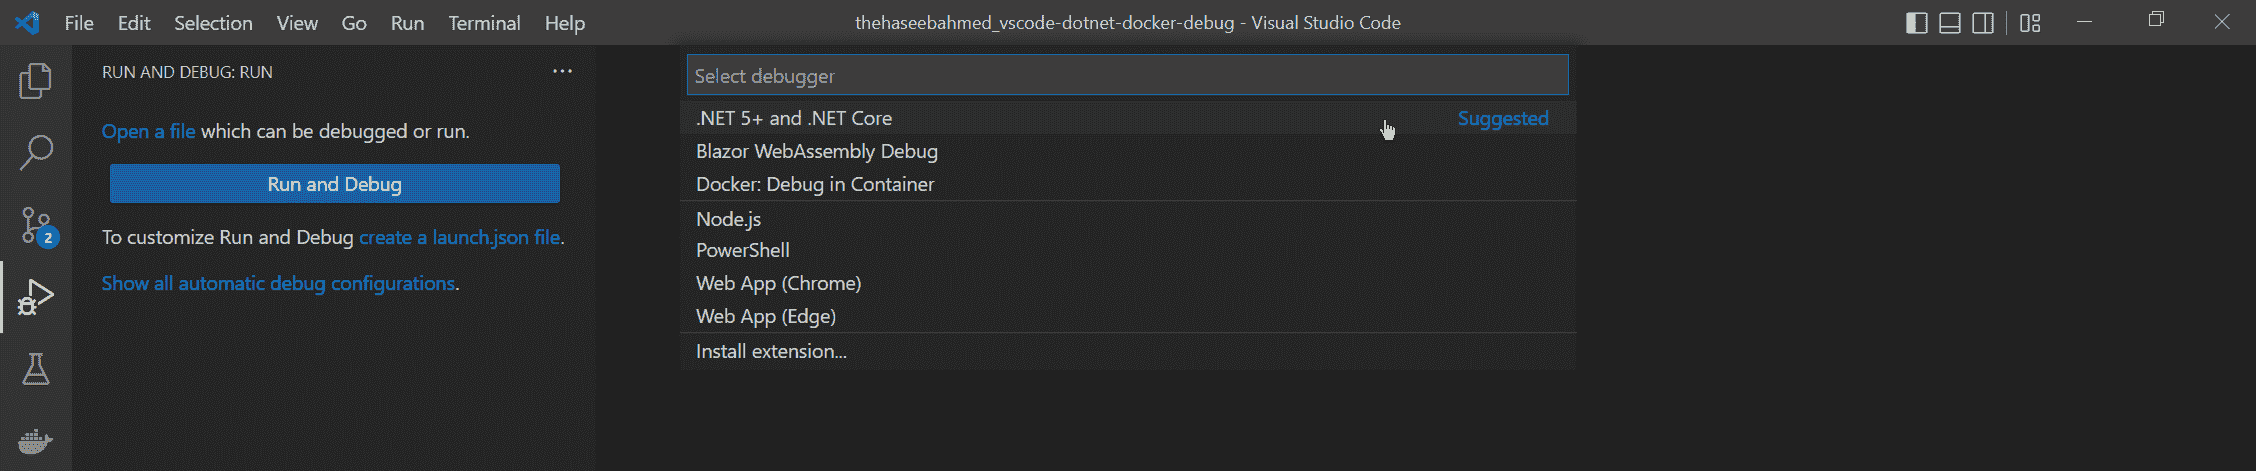 File Edit Selection View Go Run Terminal Help
thehaseebahmed_vscode-dotnet-docker-debug - Visual Studio Code
RUN AND DEBUG: RUN
Open a file which can be debugged or run.
Run and Debug
To customize Run and Debug create a launch.json file.
Show all automatic debug configurations.
2
Select debugger
.NET 5+ and .NET Core Suggested
Blazor WebAssembly Debug
Docker: Debug in Container
Node.js
PowerShell
Web App (Chrome)
Web App (Edge)
Install extension...